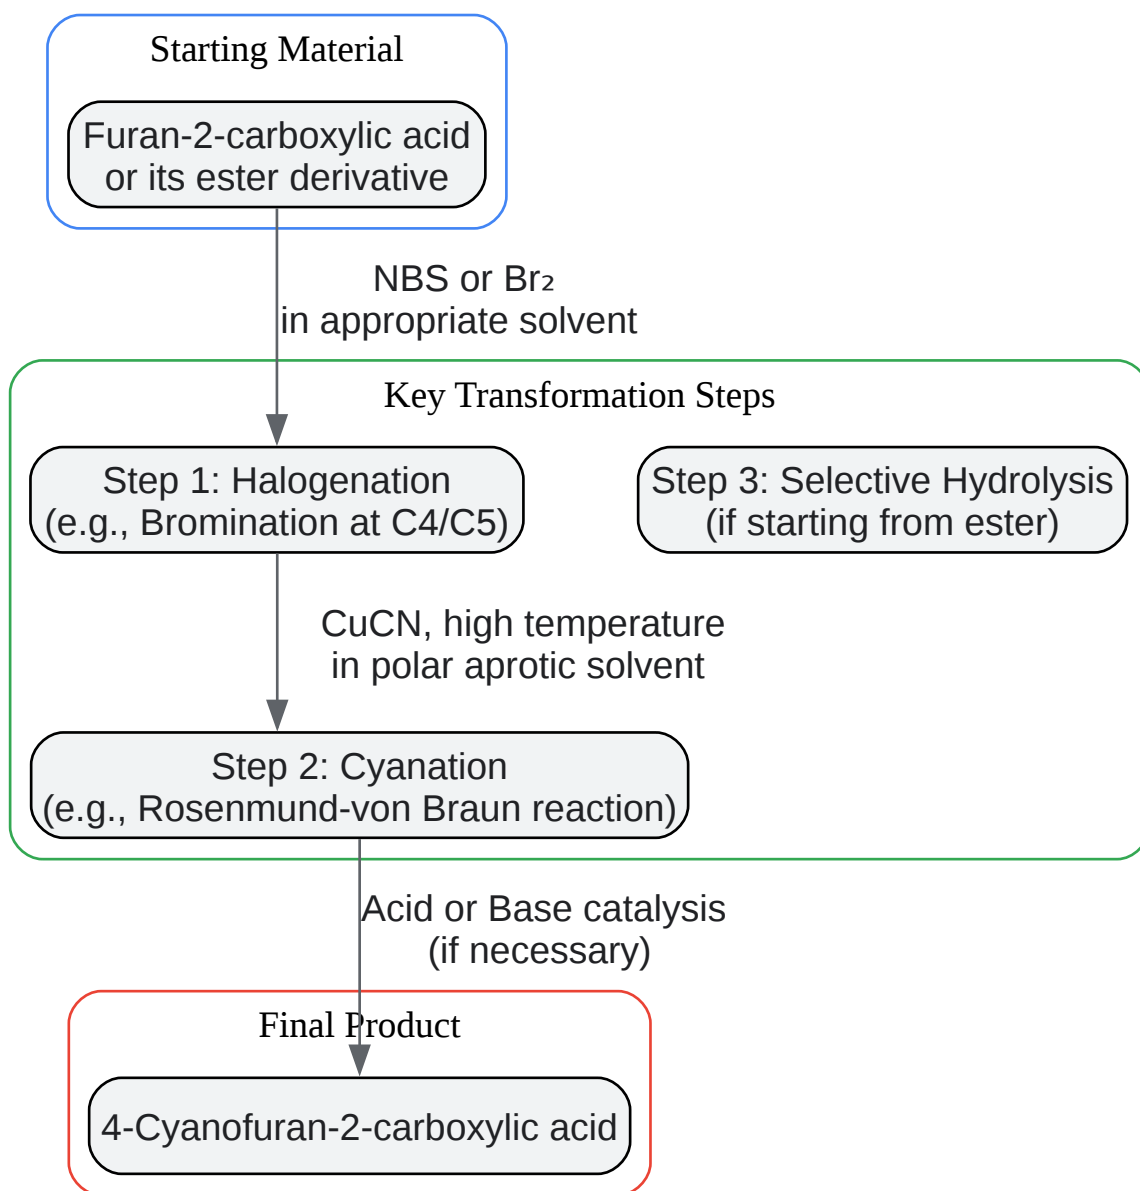 Starting Material
Furan-2-carboxylic acid
or its ester derivative
NBS or Br₂
in appropriate solvent
Key Transformation Steps
Step 1: Halogenation
(e.g., Bromination at C4/C5)
Step 3: Selective Hydrolysis
(if starting from ester)
CuCN, high temperature
in polar aprotic solvent
Step 2: Cyanation
(e.g., Rosenmund-von Braun reaction)
Acid or Base catalysis
(if necessary)
Final Product
4-Cyanofuran-2-carboxylic acid